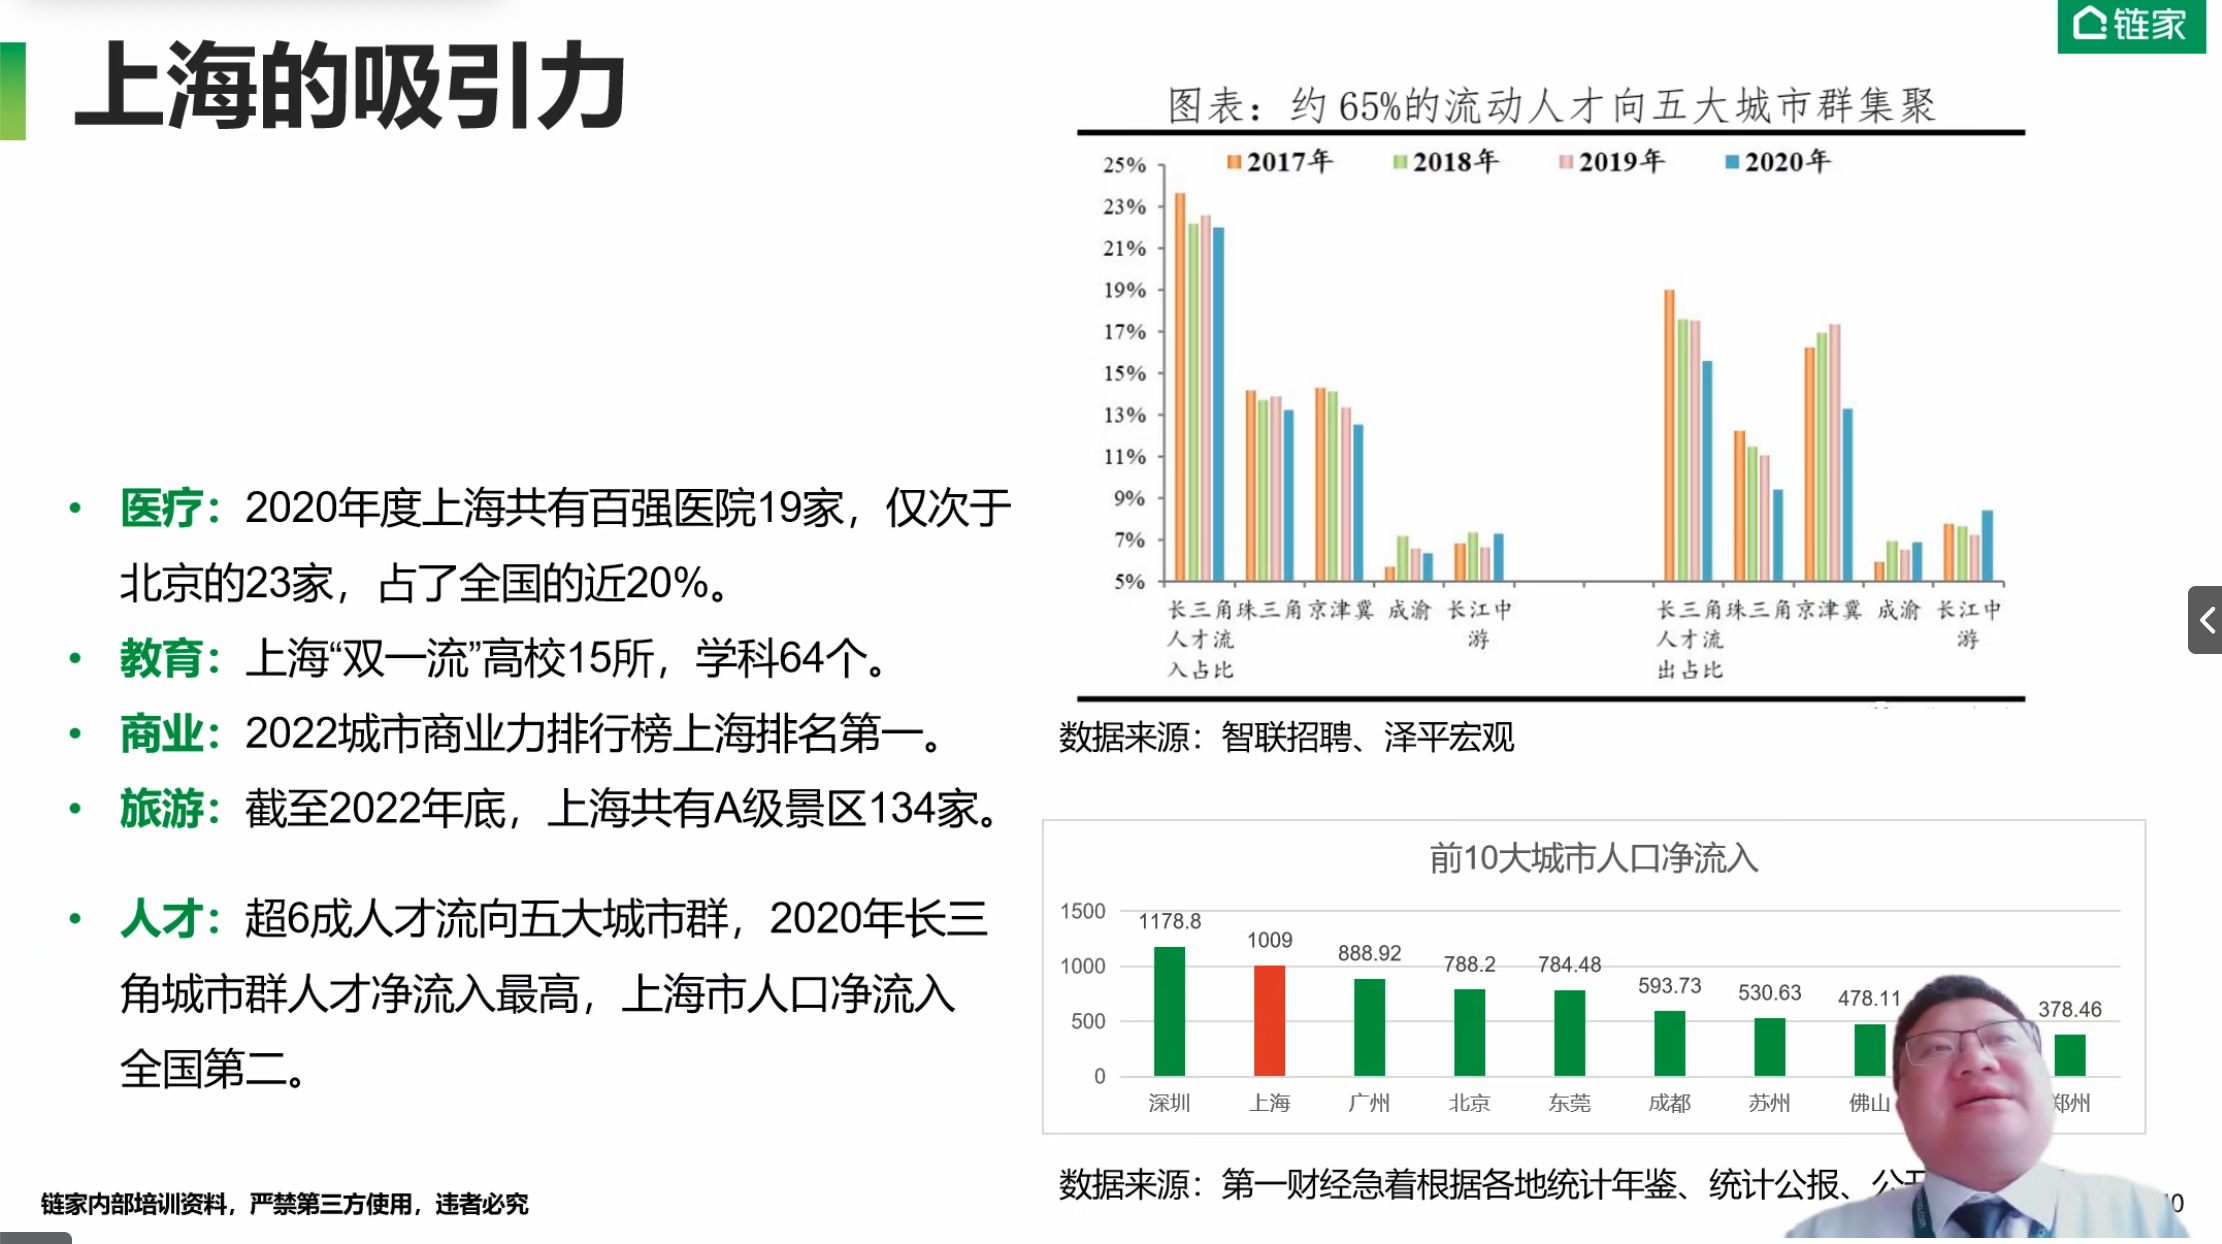 上海的吸引力
链家
图表：约 65%的流动人才向五大城市群集聚
2017年 2018年 2019年 2020年
25%
23%
21%
19%
17%
15%
13%
11%
9%
7%
5%
长三角 珠三角 京津冀 成渝 长江中 长三角 珠三角 京津冀 成渝 长江中
人才流 游 人才流 游
入占比 出占比
数据来源：智联招聘、泽平宏观
• 医疗：2020年度上海共有百强医院19家，仅次于
北京的23家，占了全国的近20%。
• 教育：上海“双一流”高校15所，学科64个。
• 商业：2022城市商业力排行榜上海排名第一。
• 旅游：截至2022年底，上海共有A级景区134家。
• 人才：超6成人才流向五大城市群，2020年长三
角城市群人才净流入最高，上海市人口净流入
全国第二。
前10大城市人口净流入
1500
1000
500
0
1178.8 1009 888.92 788.2 784.48 593.73 530.63 478.11 378.46
深圳 上海 广州 北京 东莞 成都 苏州 佛山 郑州
数据来源：第一财经急着根据各地统计年鉴、统计公报、公开
链家内部培训资料，严禁第三方使用，违者必究